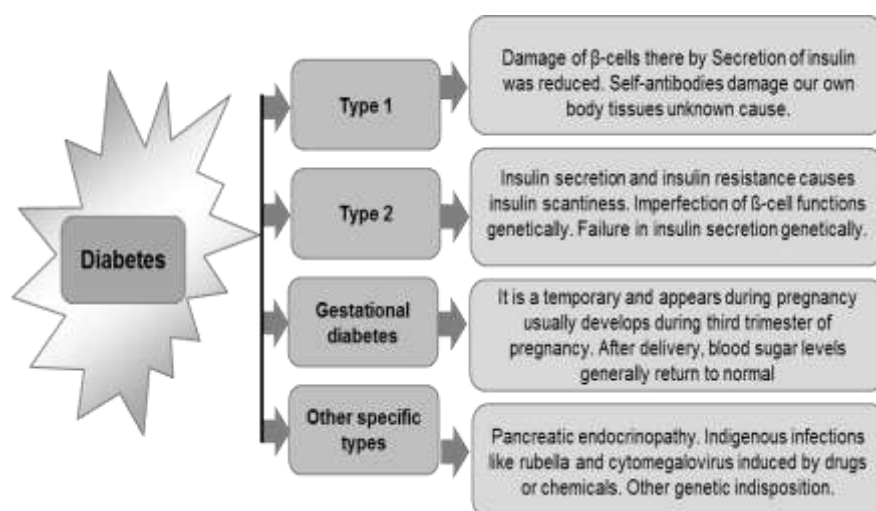 Diabetes
Type 1
Damage of β-cells there by Secretion of insulin
was reduced. Self-antibodies damage our own
body tissues unknown cause.
Type 2
Insulin secretion and insulin resistance causes
insulin scantiness. Imperfection of ß-cell functions
genetically. Failure in insulin secretion genetically.
Gestational
diabetes
It is a temporary and appears during pregnancy
usually develops during third trimester of
pregnancy. After delivery, blood sugar levels
generally return to normal
Other specific
types
Pancreatic endocrinopathy. Indigenous infections
like rubella and cytomegalovirus induced by drugs
or chemicals. Other genetic indisposition.